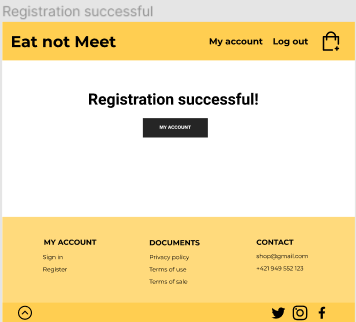 Registration successful
Eat not Meet
My account Log out
Registration successful!
MY ACCOUNT
MY ACCOUNT DOCUMENTS CONTACT
Sign in Privacy policy shop@gmail.com
Register Terms of use +421 949 552 123
Terms of sale